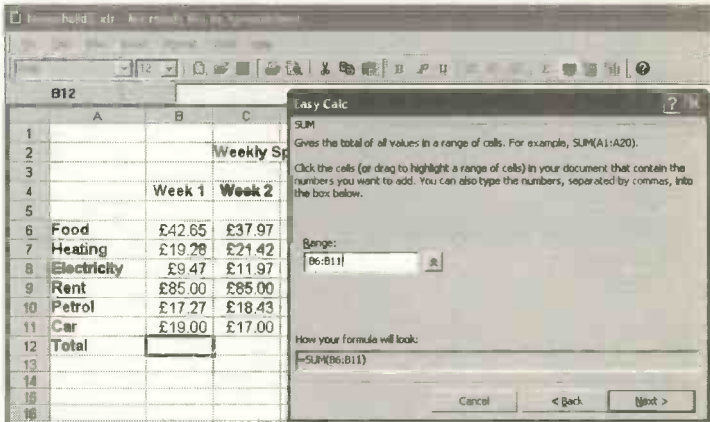 12
B U
B12
A B C
1
2 Weekly Sp
3
4 Week 1 Week 2
5
6 Food £42.65 £37.97
7 Heating £19.28 £21.42
8 Electricity £9.47 £11.97
9 Rent £85.00 £85.00
10 Petrol £17.27 £18.43
11 Car £19.00 £17.00
12 Total
13
14
15
16
Easy Calc
SUM
Gives the total of all values in a range of cells. For example, SUM(A1:A20).
Click the cells (or drag to highlight a range of cells) in your document that contain the
numbers you want to add. You can also type the numbers, separated by commas, into
the box below.
Range:
B6:B11
How your formula will look:
=SUM(B6:B11)
Cancel < Back Next >